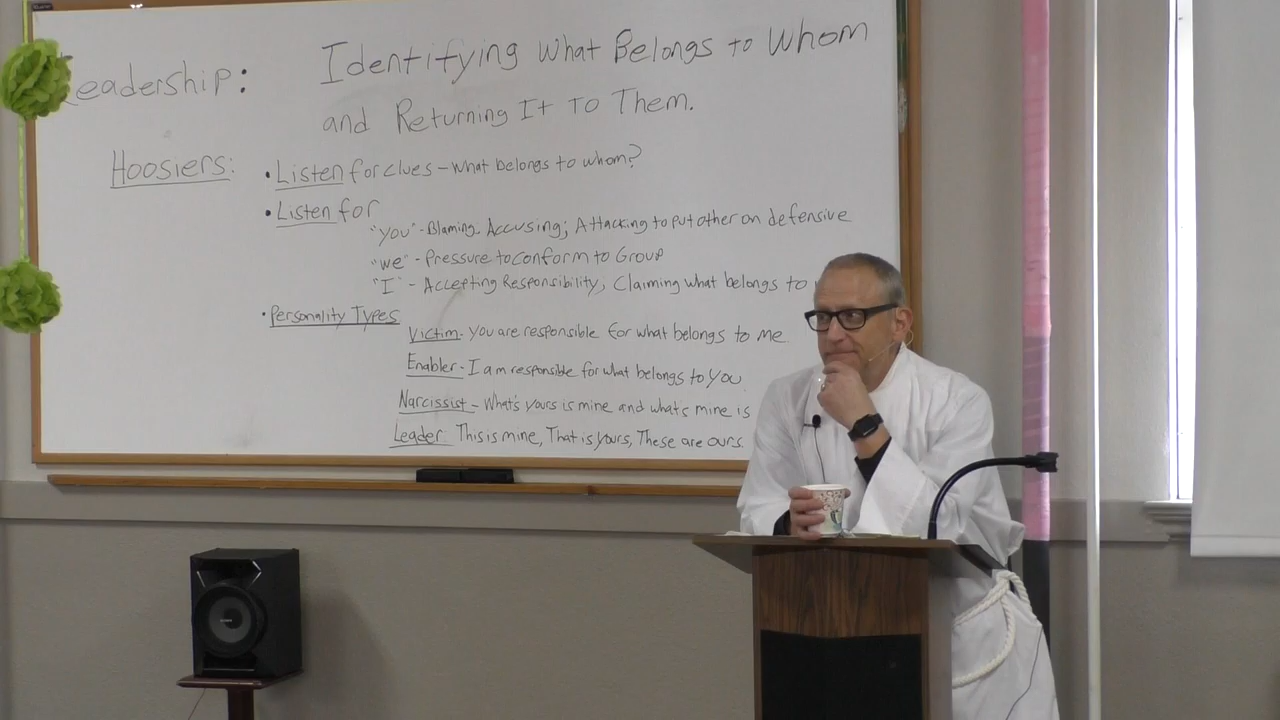 Leadership: Identifying What Belongs to Whom
and Returning It To Them.
Hoosiers: • Listen for clues – what belongs to whom?
• Listen for
"you" - Blaming; Accusing; Attacking to put other on defensive
"we" - Pressure to conform to Group
"I" - Accepting Responsibility; Claiming what belongs to
• Personality Types
Victim - You are responsible for what belongs to me.
Enabler - I am responsible for what belongs to you.
Narcissist - What's yours is mine and what's mine is
Leader This is mine, That is yours, These are ours.